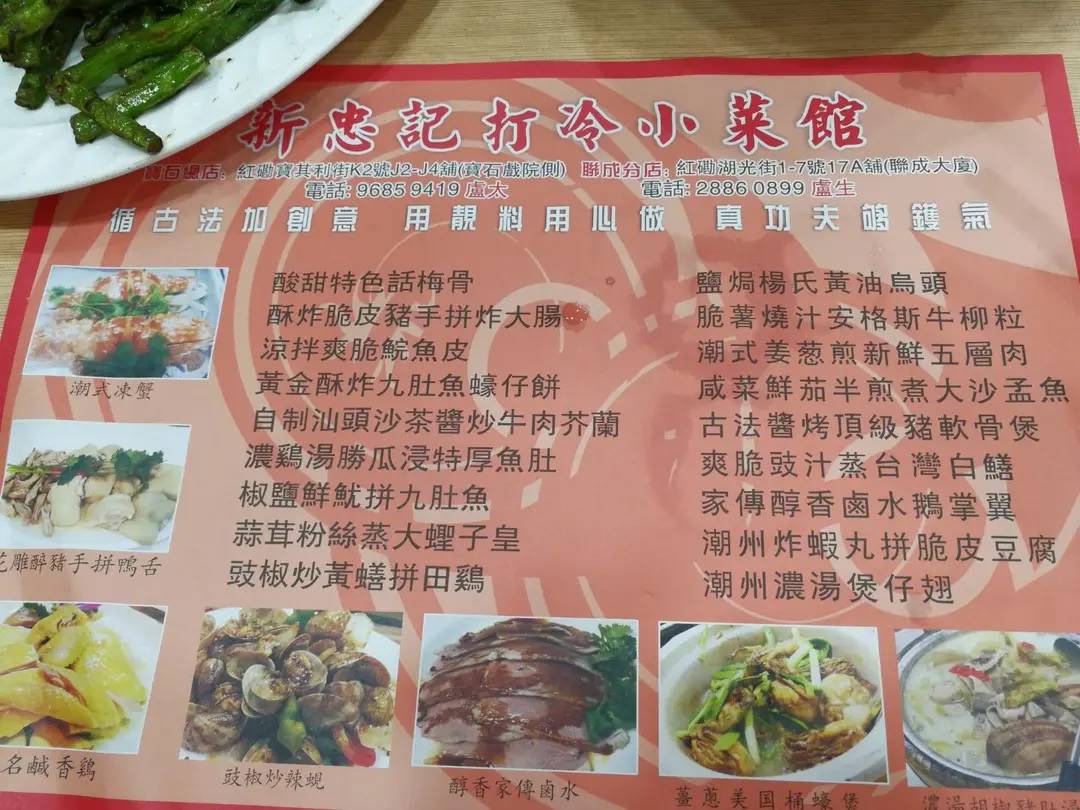 新忠記打冷小菜館
寶石總店：紅磡寶其利街K2號J2-J4舖(寶石戲院側)
電話: 9685 9419 盧太
聯成分店：紅磡湖光街1-7號17A舖(聯成大廈)
電話: 2886 0899 盧生
循古法加創意 用靚料用心做 真功夫夠鑊氣
酸甜特色話梅骨
酥炸脆皮豬手拼炸大腸
涼拌爽脆鯇魚皮
黃金酥炸九肚魚蠔仔餅
自制汕頭沙茶醬炒牛肉芥蘭
濃鷄湯勝瓜浸特厚魚肚
椒鹽鮮魷拼九肚魚
蒜茸粉絲蒸大蟶子皇
豉椒炒黃鱔拼田鷄
鹽焗楊氏黃油烏頭
脆薯燒汁安格斯牛柳粒
潮式姜葱煎新鮮五層肉
咸菜鮮茄半煎煮大沙孟魚
古法醬烤頂級豬軟骨煲
爽脆豉汁蒸台灣白鱔
家傳醇香鹵水鵝掌翼
潮州炸蝦丸拼脆皮豆腐
潮州濃湯煲仔翅
潮式凍蟹
花雕醉豬手拼鴨舌
名鹹香鷄
豉椒炒辣蜆
醇香家傳鹵水
薑蔥美国桶蠔煲
濃湯胡椒豬肚湯